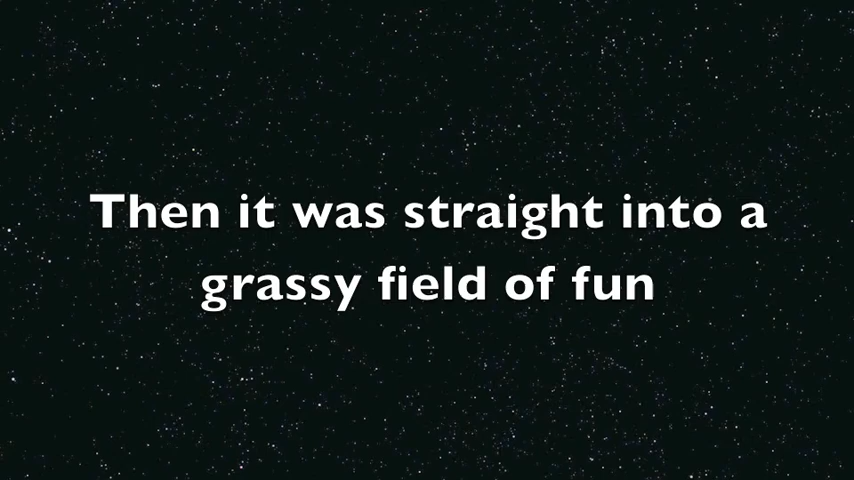 Then it was straight into a
grassy field of fun